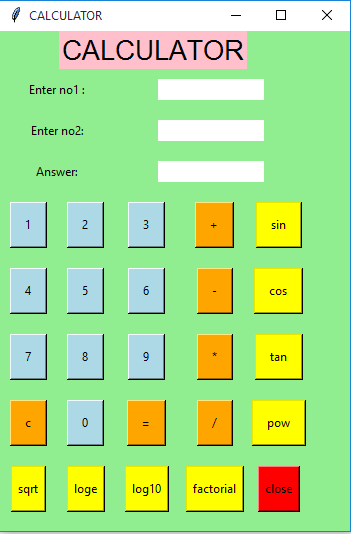 CALCULATOR
CALCULATOR
Enter no1 :
Enter no2:
Answer:
1 2 3 + sin
4 5 6 - cos
7 8 9 * tan
c 0 = / pow
sqrt loge log10 factorial close